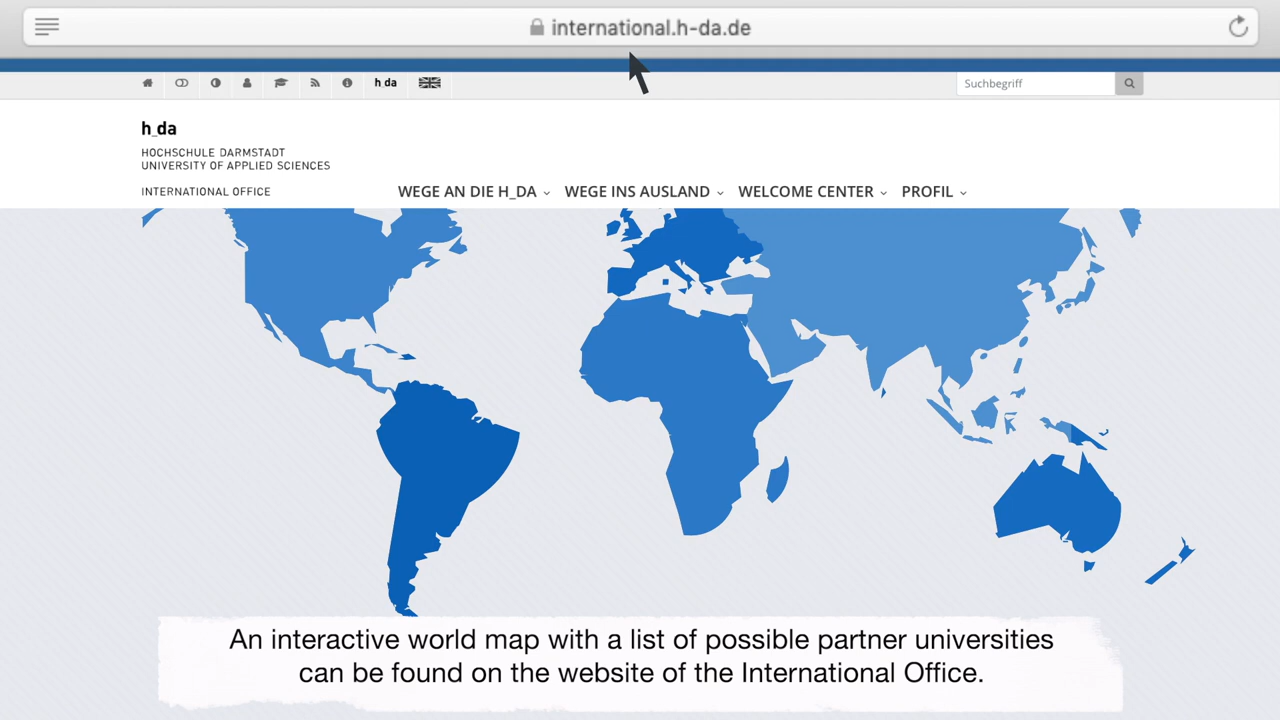 international.h-da.de
h_da
Suchbegriff
h_da
HOCHSCHULE DARMSTADT
UNIVERSITY OF APPLIED SCIENCES
INTERNATIONAL OFFICE
WEGE AN DIE H_DA
WEGE INS AUSLAND
WELCOME CENTER
PROFIL
An interactive world map with a list of possible partner universities
can be found on the website of the International Office.